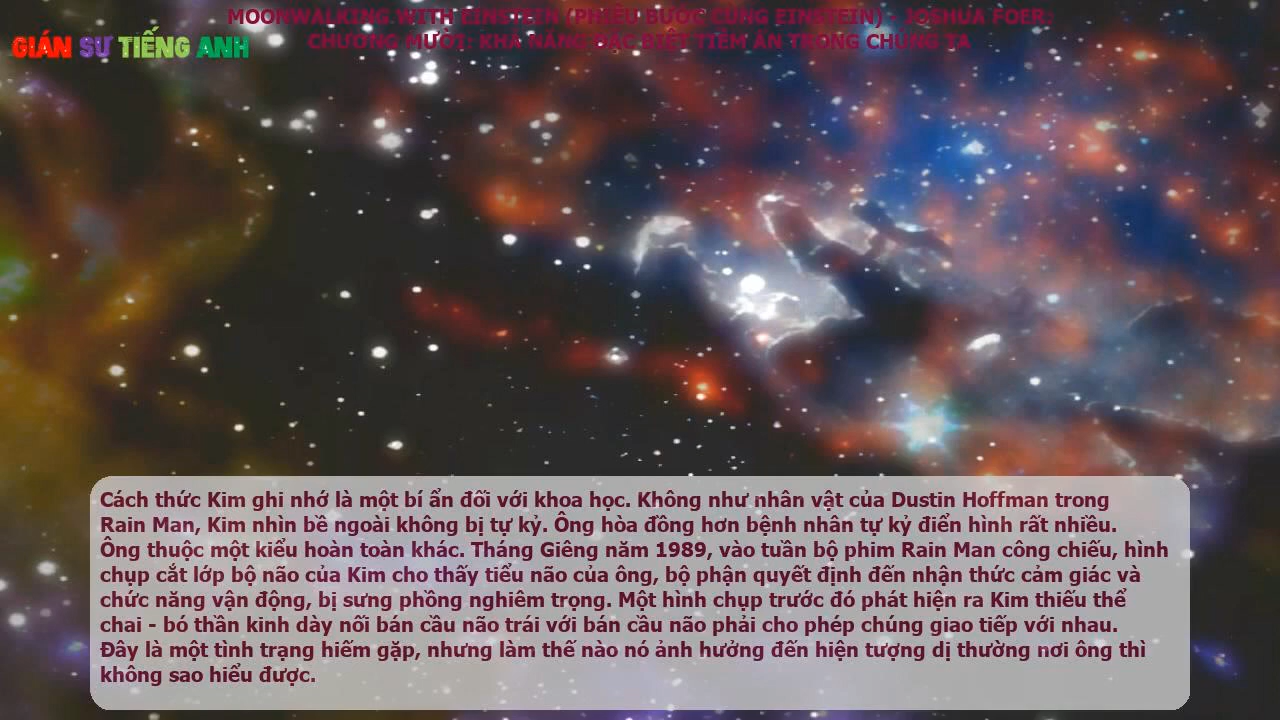 MOONWALKING WITH EINSTEIN (PHIÊU BƯỚC CÙNG EINSTEIN) - JOSHUA FOER:
CHƯƠNG MƯỜI: KHẢ NĂNG ĐẶC BIỆT TIỀM ẨN TRONG CHÚNG TA
GIÁN SỰ TIẾNG ANH
Cách thức Kim ghi nhớ là một bí ẩn đối với khoa học. Không như nhân vật của Dustin Hoffman trong
Rain Man, Kim nhìn bề ngoài không bị tự kỷ. Ông hòa đồng hơn bệnh nhân tự kỷ điển hình rất nhiều.
Ông thuộc một kiểu hoàn toàn khác. Tháng Giêng năm 1989, vào tuần bộ phim Rain Man công chiếu, hình
chụp cắt lớp bộ não của Kim cho thấy tiểu não của ông, bộ phận quyết định đến nhận thức cảm giác và
chức năng vận động, bị sưng phồng nghiêm trọng. Một hình chụp trước đó phát hiện ra Kim thiếu thể
chai - bó thần kinh dày nối bán cầu não trái với bán cầu não phải cho phép chúng giao tiếp với nhau.
Đây là một tình trạng hiếm gặp, nhưng làm thế nào nó ảnh hưởng đến hiện tượng dị thường nơi ông thì
không sao hiểu được.